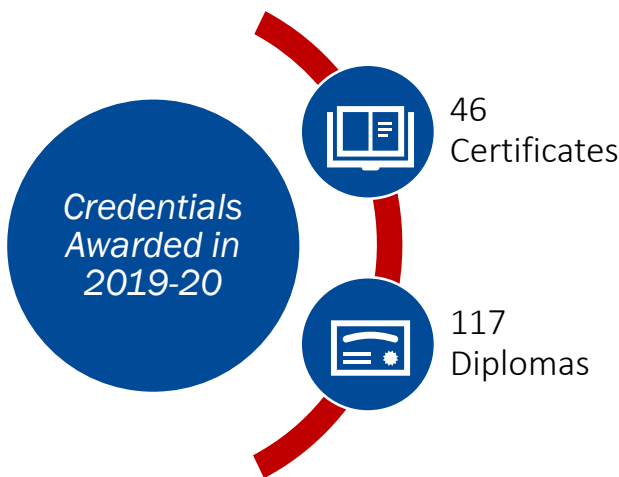 Credentials
Awarded in
2019-20
46
Certificates
117
Diplomas